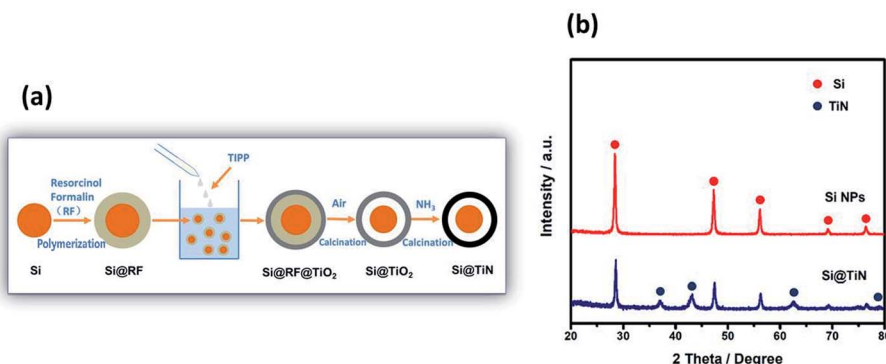 (a)
Resorcinol
Formalin
（RF）
Polymerization
TIPP
Air
Calcination
NH₃
Calcination
Si
Si@RF
Si@RF@TiO₂
Si@TiO₂
Si@TiN
(b)
Intensity / a.u.
Si
TiN
Si NPs
Si@TiN
20
30
40
50
60
70
80
2 Theta / Degree